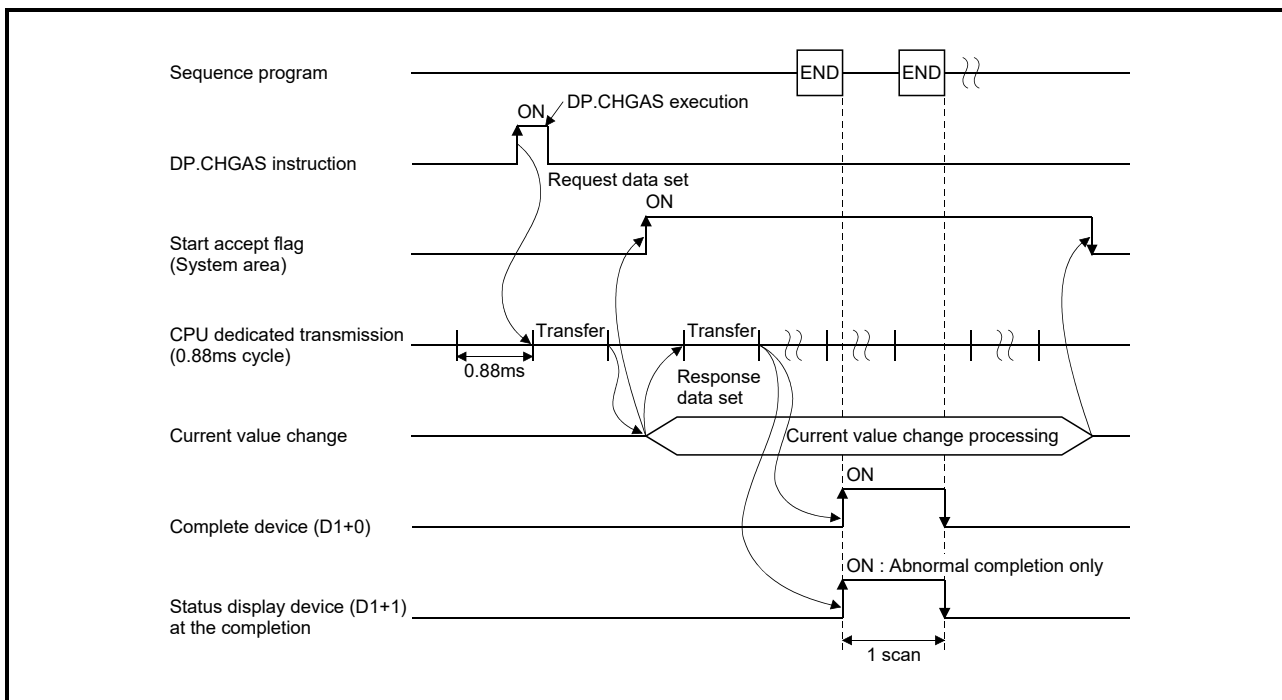 Sequence program
END
END
ON
DP.CHGAS execution
DP.CHGAS instruction
Request data set
ON
Start accept flag
(System area)
CPU dedicated transmission
(0.88ms cycle)
Transfer
Transfer
0.88ms
Response
data set
Current value change
Current value change processing
ON
Complete device (D1+0)
ON : Abnormal completion only
Status display device (D1+1)
at the completion
1 scan